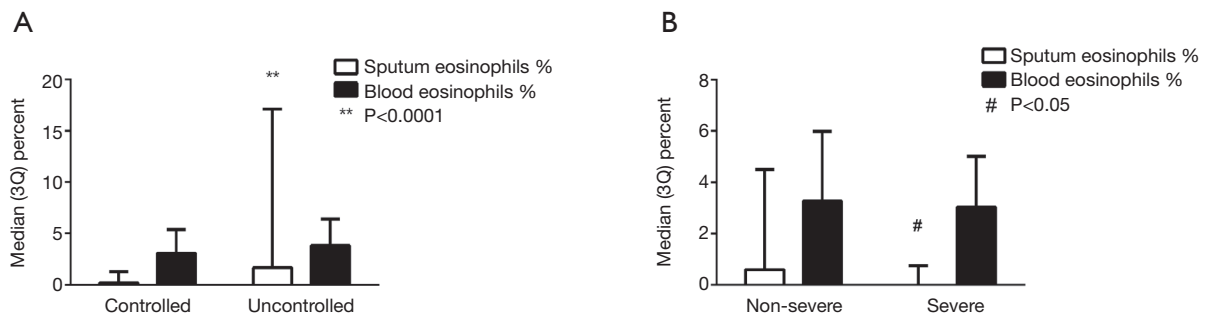 A
Median (3Q) percent
20
15
10
5
0
**
Sputum eosinophils %
Blood eosinophils %
** P<0.0001
Controlled
Uncontrolled
B
Median (3Q) percent
8
6
4
2
0
Sputum eosinophils %
Blood eosinophils %
# P<0.05
#
Non-severe
Severe